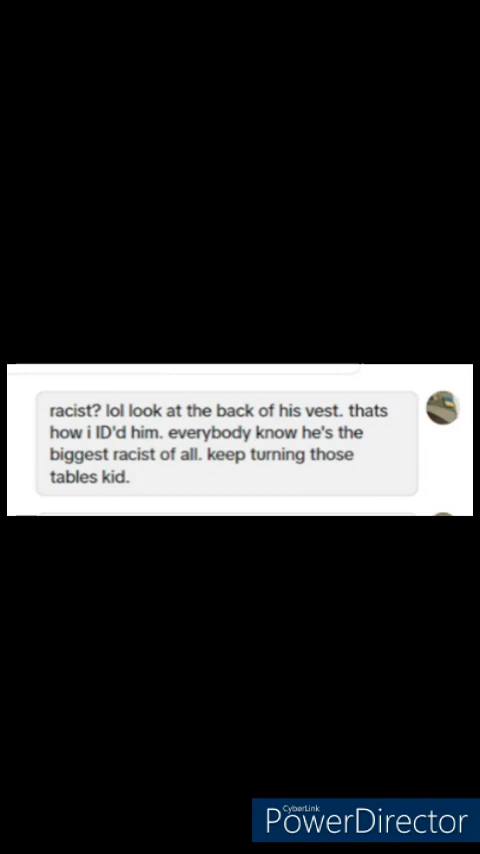 racist? lol look at the back of his vest. thats
how i ID'd him. everybody know he's the
biggest racist of all. keep turning those
tables kid.
CyberLink
PowerDirector